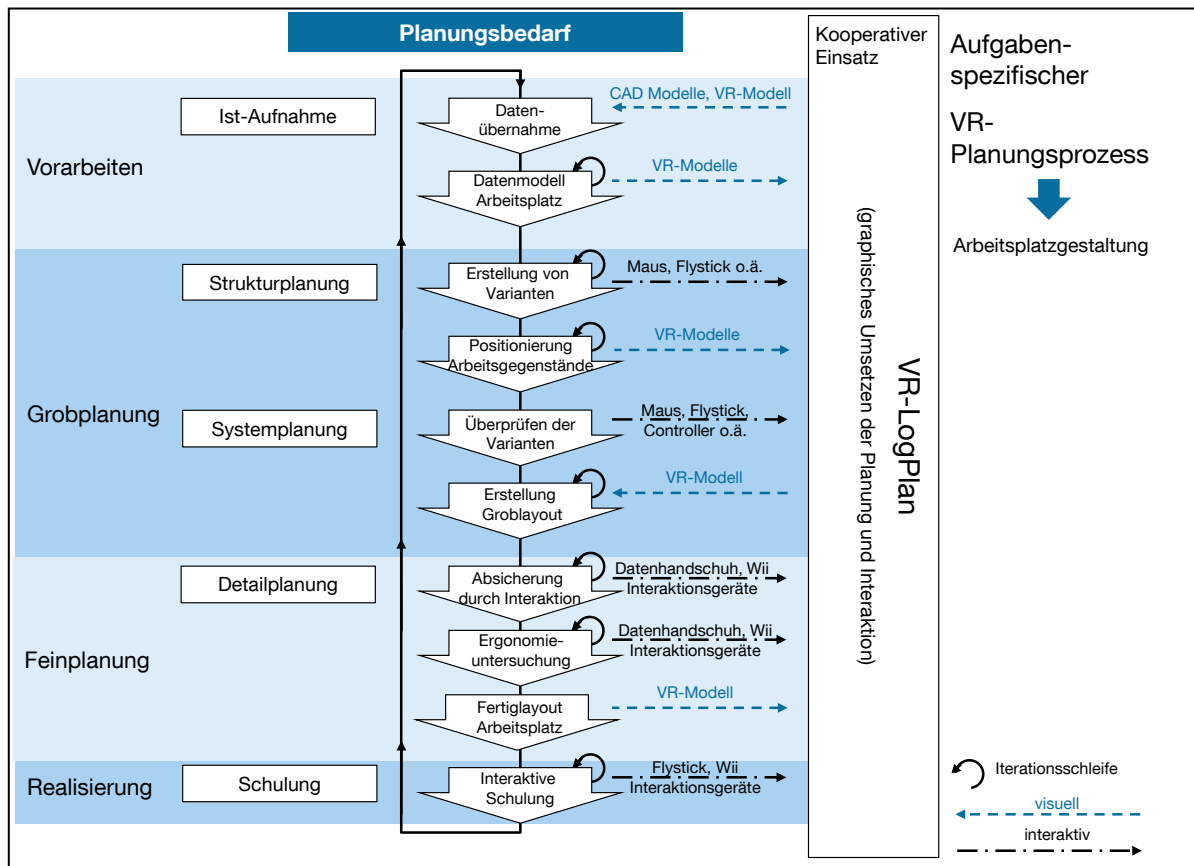 Planungsbedarf
Kooperativer
Einsatz
Aufgaben-
spezifischer
VR-
Planungsprozess
Arbeitsplatzgestaltung
Vorarbeiten
Ist-Aufnahme
Daten-
übernahme
CAD Modelle, VR-Modell
Datenmodell
Arbeitsplatz
VR-Modelle
Grobplanung
Strukturplanung
Erstellung von
Varianten
Maus, Flystick o.ä.
Positionierung
Arbeitsgegenstände
VR-Modelle
Systemplanung
Überprüfen der
Varianten
Maus, Flystick,
Controller o.ä.
Erstellung
Groblayout
VR-Modell
Feinplanung
Detailplanung
Absicherung
durch Interaktion
Datenhandschuh, Wii
Interaktionsgeräte
Ergonomie-
untersuchung
Datenhandschuh, Wii
Interaktionsgeräte
Fertiglayout
Arbeitsplatz
VR-Modell
Realisierung
Schulung
Interaktive
Schulung
Flystick, Wii
Interaktionsgeräte
VR-LogPlan
(graphisches Umsetzen der Planung und Interaktion)
Iterationsschleife
visuell
interaktiv